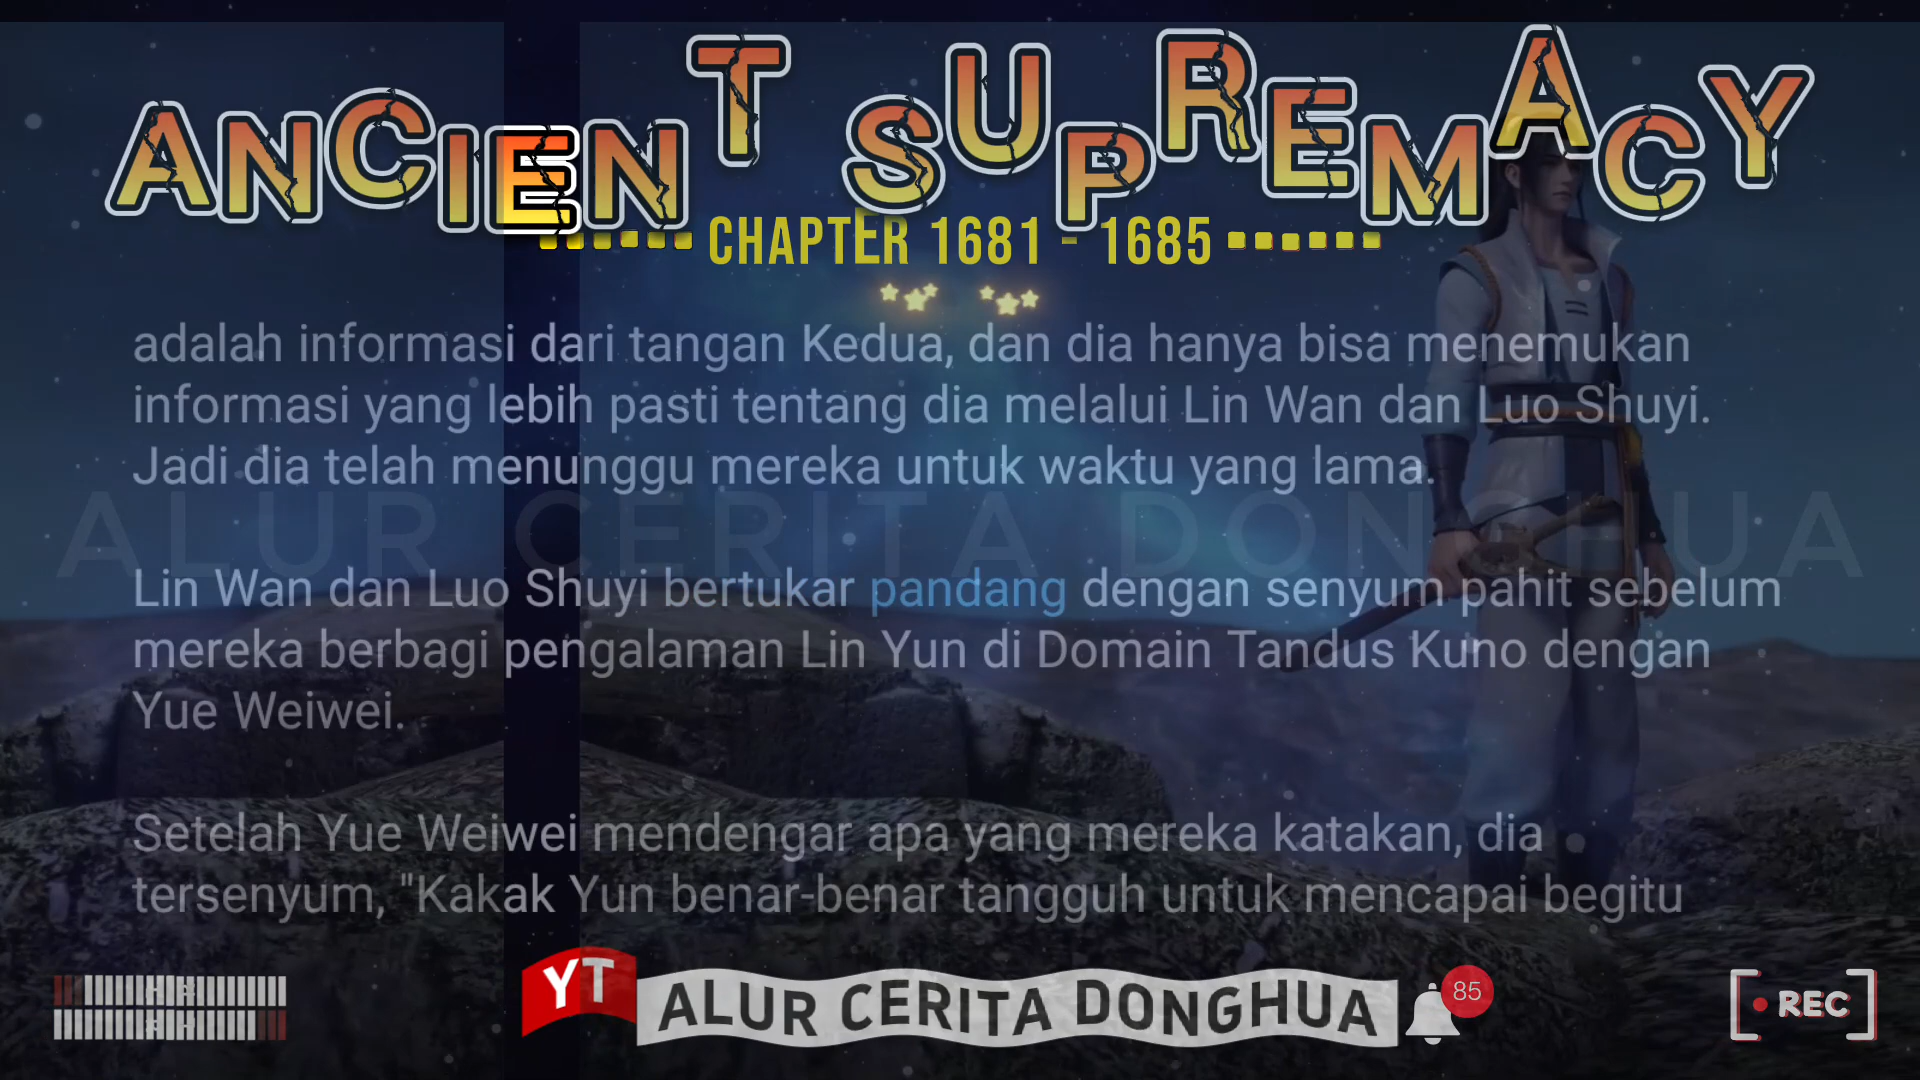 ANCIENT SUPREMACY
CHAPTER 1681 - 1685
adalah informasi dari tangan Kedua, dan dia hanya bisa menemukan
informasi yang lebih pasti tentang dia melalui Lin Wan dan Luo Shuyi.
Jadi dia telah menunggu mereka untuk waktu yang lama.
ALUR CERITA DONGHUA
Lin Wan dan Luo Shuyi bertukar pandang dengan senyum pahit sebelum
mereka berbagi pengalaman Lin Yun di Domain Tandus Kuno dengan
Yue Weiwei.
Setelah Yue Weiwei mendengar apa yang mereka katakan, dia
tersenyum, "Kakak Yun benar-benar tangguh untuk mencapai begitu
YT ALUR CERITA DONGHUA 85
REC